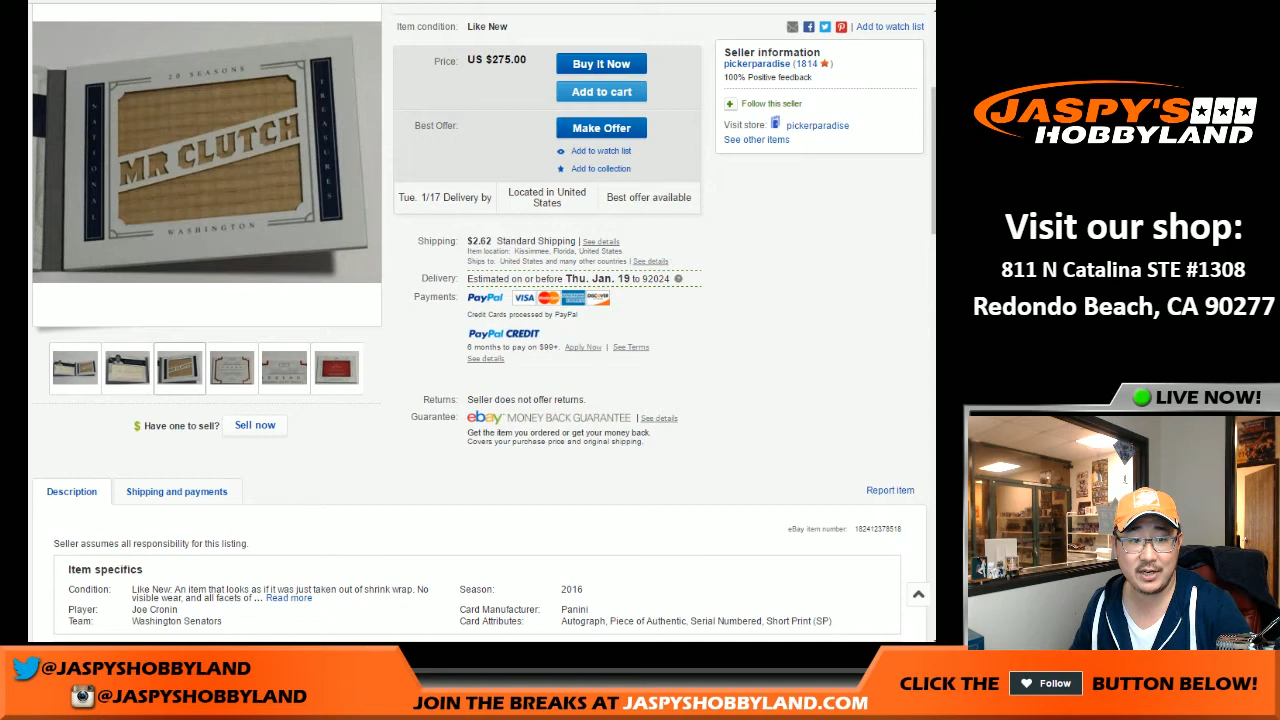 20 SEASONS
NATIONAL
MR CLUTCH
TREASURES
WASHINGTON
$ Have one to sell? Sell now
Item condition: Like New
Price: US $275.00
Buy It Now
Add to cart
Best Offer:
Make Offer
Add to watch list
Add to collection
Tue. 1/17 Delivery by
Located in United
States
Best offer available
Shipping: $2.62 Standard Shipping | See details
Item location: Kissimmee, Florida, United States
Ships to: United States and many other countries | See details
Delivery: Estimated on or before Thu. Jan. 19 to 92024
Payments: PayPal VISA MasterCard AMERICAN EXPRESS DISCOVER
Credit Cards processed by PayPal
PayPal CREDIT
6 months to pay on $99+. Apply Now | See Terms
See details
Returns: Seller does not offer returns.
Guarantee: ebay MONEY BACK GUARANTEE | See details
Get the item you ordered or get your money back.
Covers your purchase price and original shipping.
| Add to watch list
Seller information
pickerparadise (1814 )
100% Positive feedback
+ Follow this seller
Visit store: pickerparadise
See other items
Description
Shipping and payments
Report item
eBay item number: 182412378518
Seller assumes all responsibility for this listing.
Item specifics
Condition: Like New: An item that looks as if it was just taken out of shrink wrap. No
visible wear, and all facets of ... Read more
Season: 2016
Player: Joe Cronin
Card Manufacturer: Panini
Team: Washington Senators
Card Attributes: Autograph, Piece of Authentic, Serial Numbered, Short Print (SP)
JASPY'S
HOBBYLAND
Visit our shop:
811 N Catalina STE #1308
Redondo Beach, CA 90277
LIVE NOW!
@JASPYSHOBBYLAND
@JASPYSHOBBYLAND
JOIN THE BREAKS AT JASPYSHOBBYLAND.COM
CLICK THE Follow BUTTON BELOW!